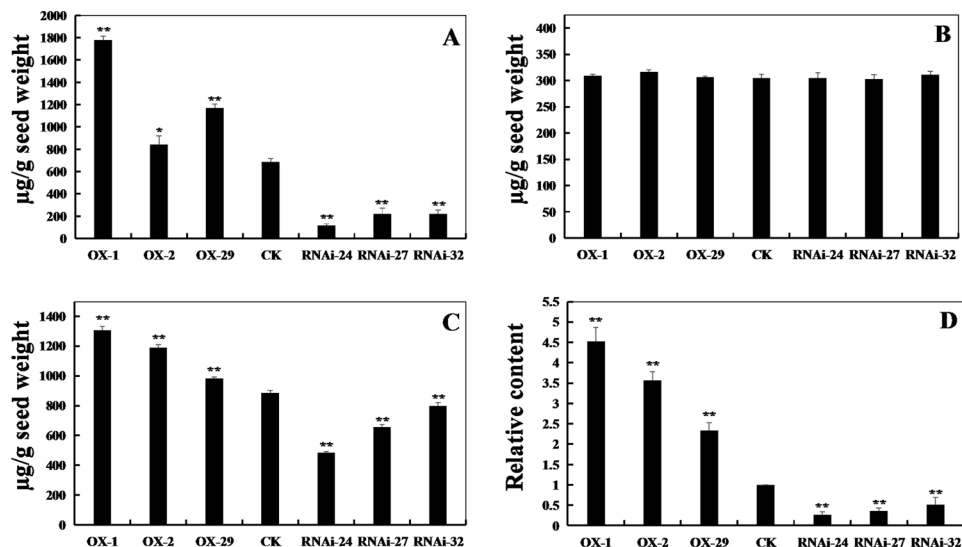 A
µg/g seed weight
2000
1800
1600
1400
1200
1000
800
600
400
200
0
** * ** ** ** **
OX-1 OX-2 OX-29 CK RNAi-24 RNAi-27 RNAi-32
B
µg/g seed weight
400
350
300
250
200
150
100
50
0
OX-1 OX-2 OX-29 CK RNAi-24 RNAi-27 RNAi-32
C
µg/g seed weight
1400
1200
1000
800
600
400
200
0
** ** ** ** ** **
OX-1 OX-2 OX-29 CK RNAi-24 RNAi-27 RNAi-32
D
Relative content
5.5
5
4.5
4
3.5
3
2.5
2
1.5
1
0.5
0
** ** ** ** ** **
OX-1 OX-2 OX-29 CK RNAi-24 RNAi-27 RNAi-32